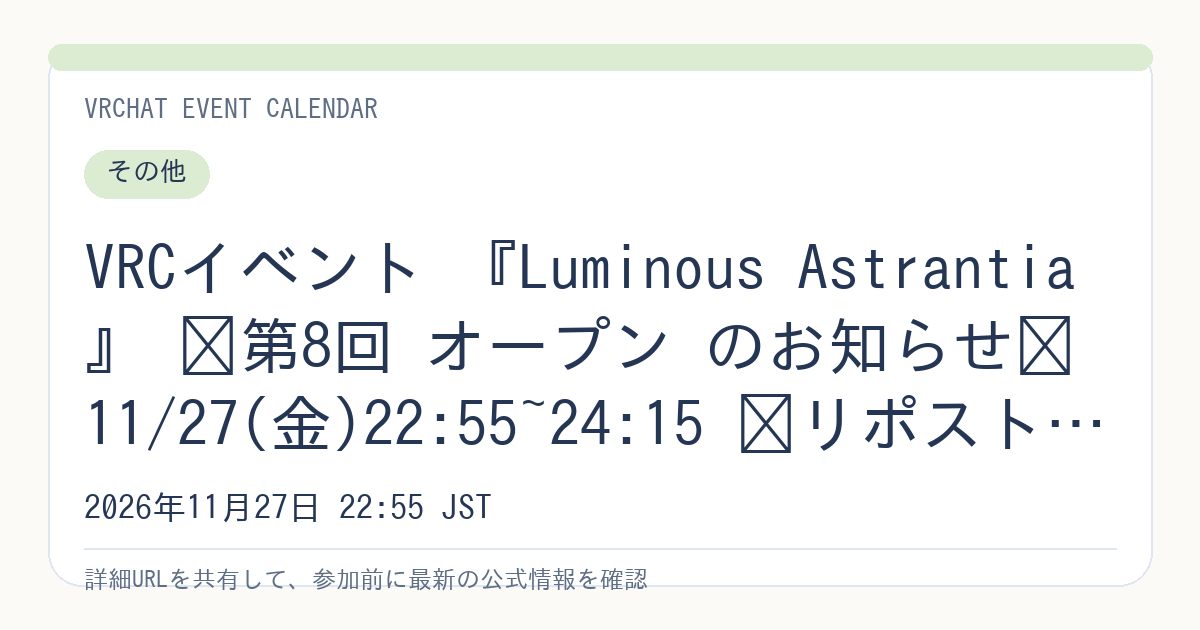 VRCHAT EVENT CALENDAR
その他
VRCイベント 『Luminous Astrantia
』 第8回 オープン のお知らせ
11/27(金)22:55~24:15 リポスト…
2026年11月27日 22:55 JST
詳細URLを共有して、参加前に最新の公式情報を確認